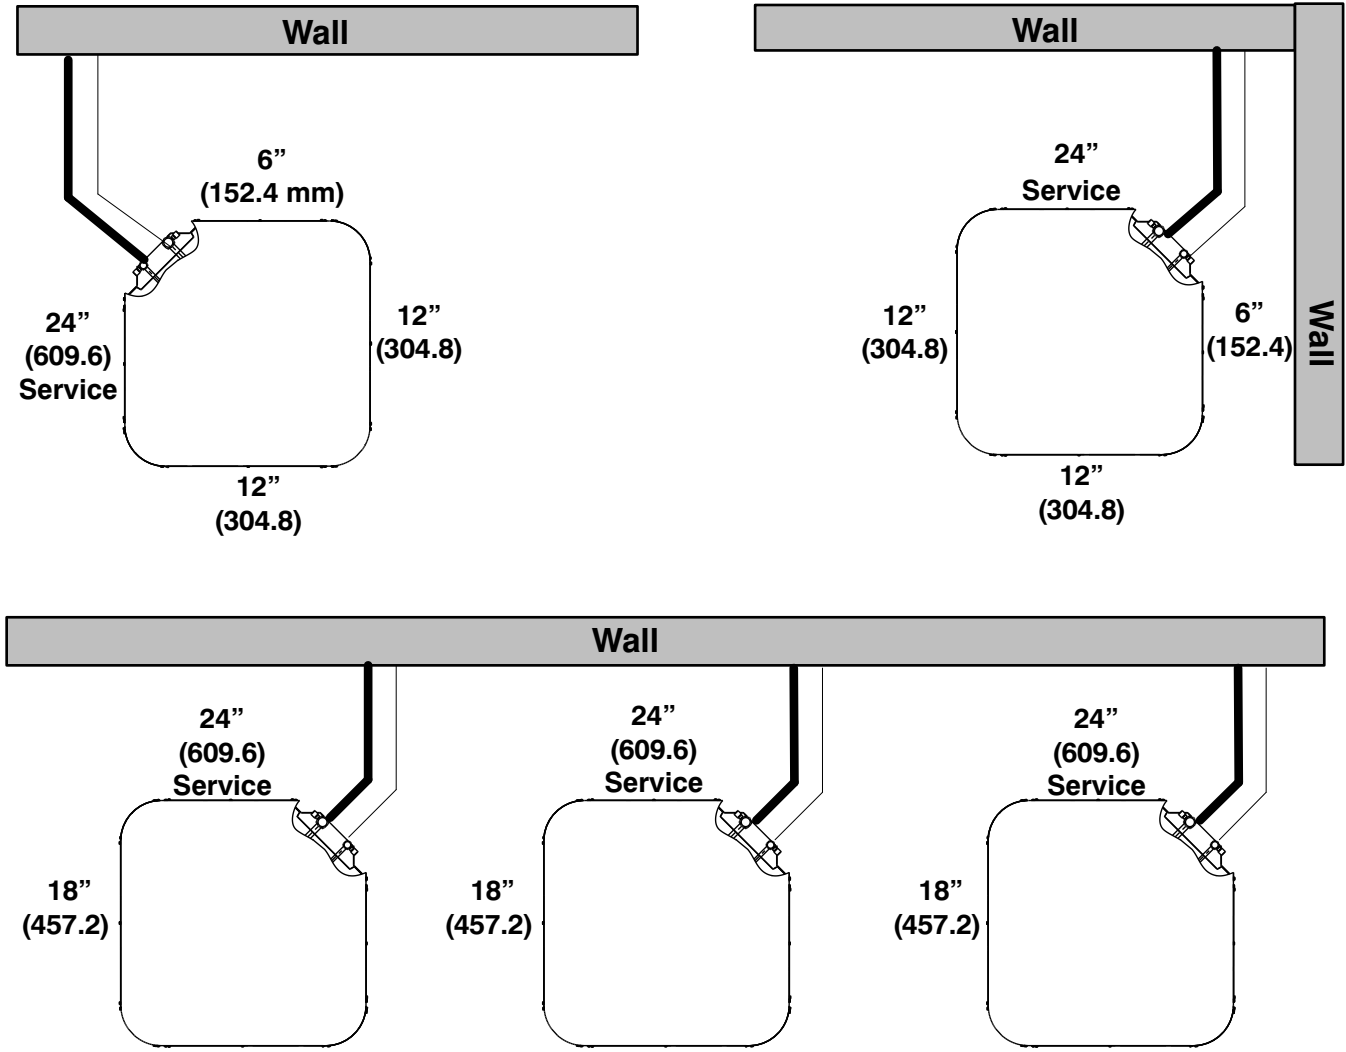 Wall
6”
(152.4 mm)
24”
(609.6)
Service
12”
(304.8)
12”
(304.8)
Wall
24”
Service
12”
(304.8)
6”
(152.4)
Wall
12”
(304.8)
Wall
24”
(609.6)
Service
18”
(457.2)
24”
(609.6)
Service
18”
(457.2)
24”
(609.6)
Service
18”
(457.2)